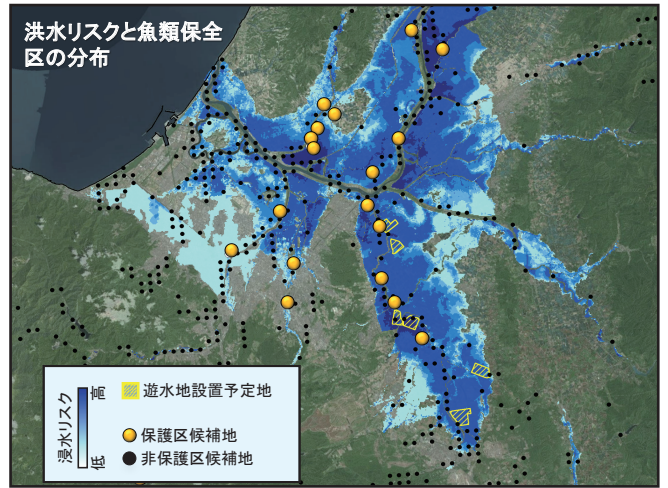 洪水リスクと魚類保全
区の分布
浸水リスク
高
低
遊水地設置予定地
保護区候補地
非保護区候補地